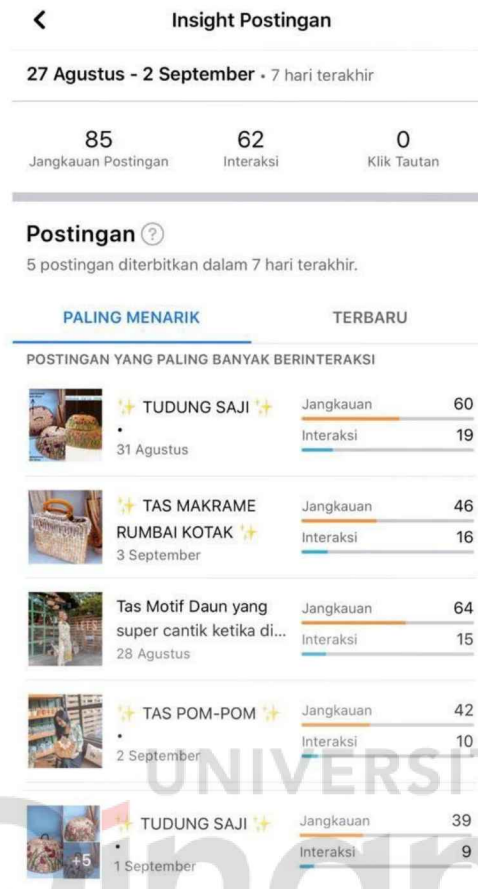 Insight Postingan
27 Agustus - 2 September • 7 hari terakhir
85 62 0
Jangkauan Postingan Interaksi Klik Tautan
Postingan ?
5 postingan diterbitkan dalam 7 hari terakhir.
PALING MENARIK TERBARU
POSTINGAN YANG PALING BANYAK BERINTERAKSI
✨ TUDUNG SAJI ✨
•
31 Agustus
Jangkauan 60
Interaksi 19
✨ TAS MAKRAME
RUMBAI KOTAK ✨
3 September
Jangkauan 46
Interaksi 16
Tas Motif Daun yang
super cantik ketika di...
28 Agustus
Jangkauan 64
Interaksi 15
✨ TAS POM-POM ✨
•
2 September
Jangkauan 42
Interaksi 10
UNIVERSI
✨ TUDUNG SAJI ✨
•
1 September
Jangkauan 39
Interaksi 9
+5